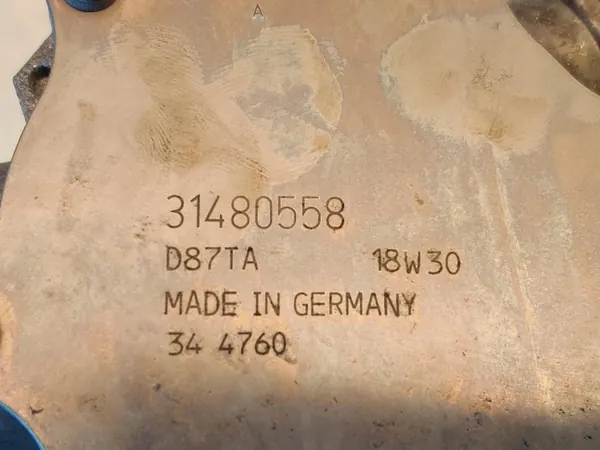 A
31480558
D87TA 18W30
MADE IN GERMANY
34 4760